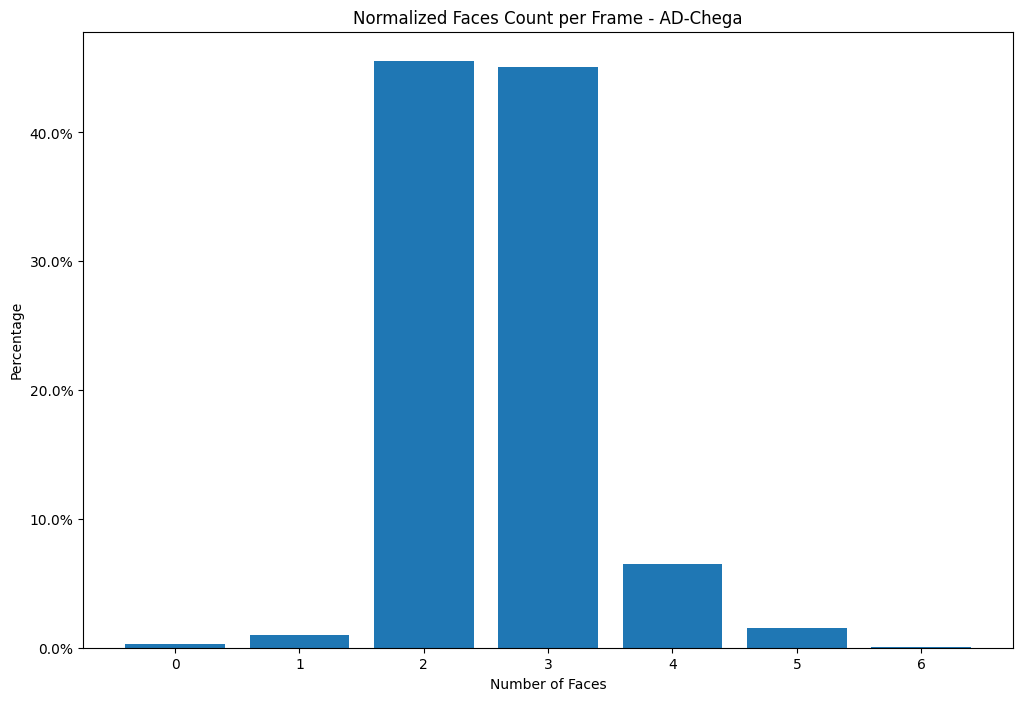 Normalized Faces Count per Frame - AD-Chega
Percentage
40.0%
30.0%
20.0%
10.0%
0.0%
0 1 2 3 4 5 6
Number of Faces